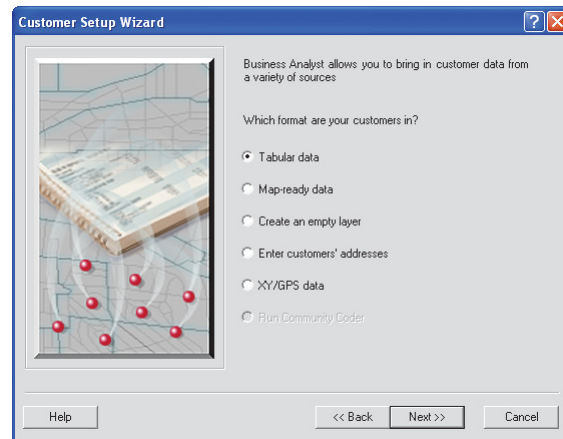 Customer Setup Wizard
Business Analyst allows you to bring in customer data from
a variety of sources
Which format are your customers in?
Tabular data
Map-ready data
Create an empty layer
Enter customers' addresses
XY/GPS data
Run Community Coder
Help
<< Back
Next >>
Cancel